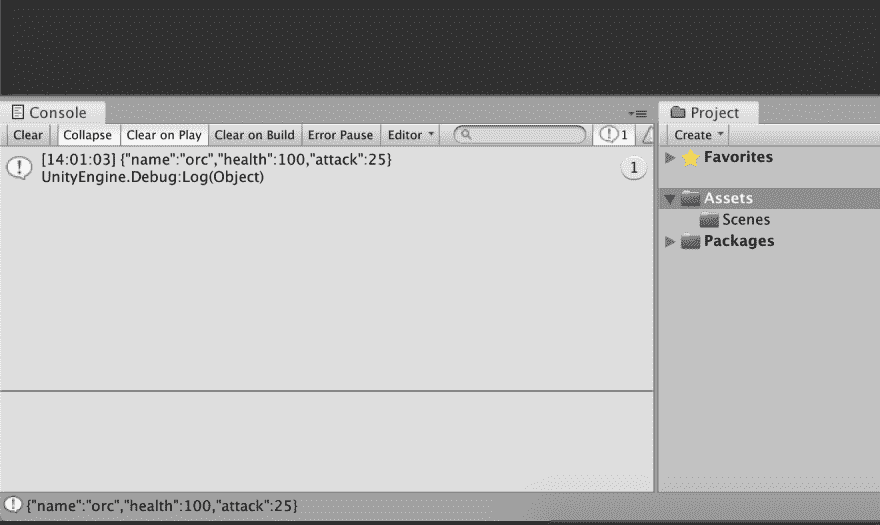 Console
Project
Clear Collapse Clear on Play Clear on Build Error Pause Editor 1
Create
[14:01:03] {"name":"orc","health":100,"attack":25}
UnityEngine.Debug:Log(Object)
1
Favorites
Assets
Scenes
Packages
{"name":"orc","health":100,"attack":25}